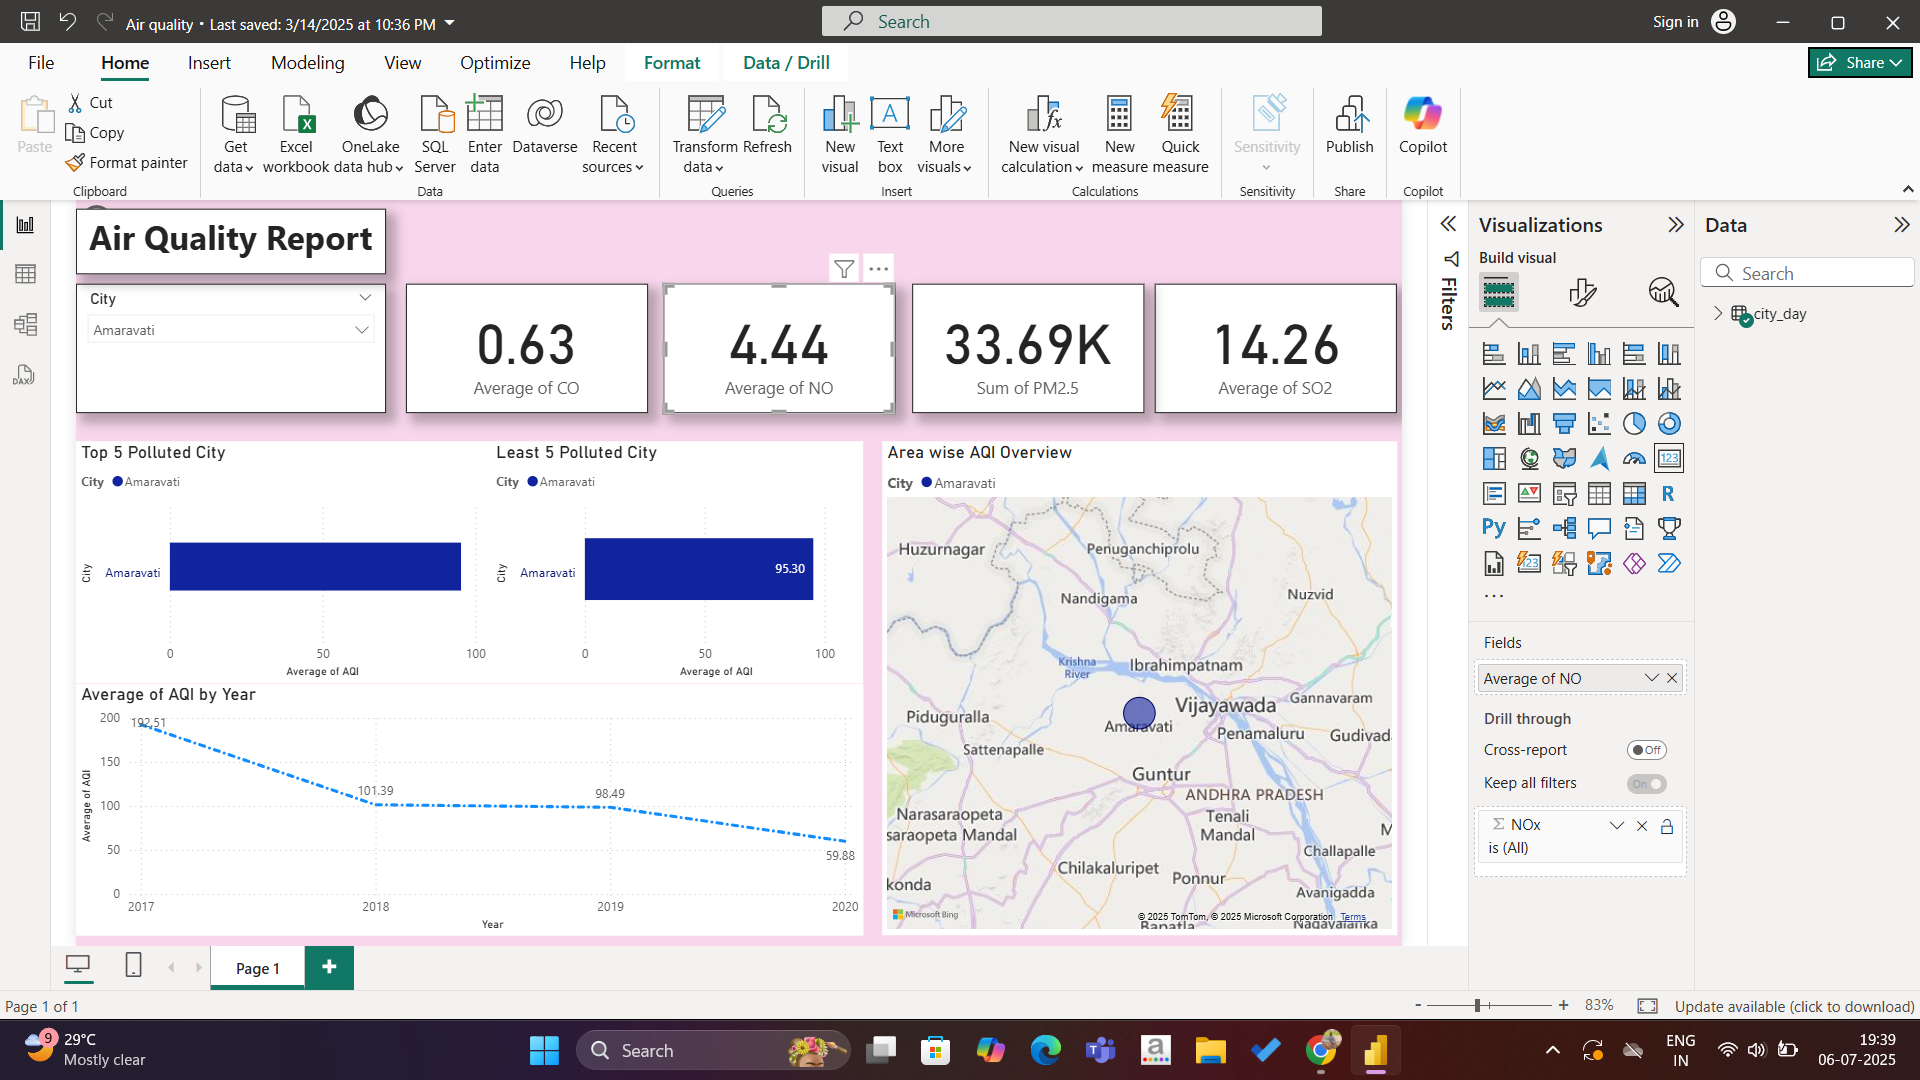 Air quality • Last saved: 3/14/2025 at 10:36 PM
Search
Sign in
File Home Insert Modeling View Optimize Help Format Data / Drill
Share
Paste
Cut
Copy
Format painter
Clipboard
Get data
Excel workbook
OneLake data hub
SQL Server
Enter data
Dataverse
Recent sources
Data
Transform data
Refresh
Queries
New visual
Text box
More visuals
Insert
New visual calculation
New measure
Quick measure
Calculations
Sensitivity
Sensitivity
Publish
Share
Copilot
Copilot
DAX
Air Quality Report
City
Amaravati
0.63
Average of CO
4.44
Average of NO
33.69K
Sum of PM2.5
14.26
Average of SO2
Top 5 Polluted City
City Amaravati
City
Amaravati
0 50 100
Average of AQI
Least 5 Polluted City
City Amaravati
City
Amaravati
95.30
0 50 100
Average of AQI
Average of AQI by Year
Average of AQI
200
150
100
50
0
192.51
101.39
98.49
59.88
2017 2018 2019 2020
Year
Area wise AQI Overview
City Amaravati
Huzurnagar
Penuganchiprolu
Nandigama
Nuzvid
Krishna River
Ibrahimpatnam
Gannavaram
Vijayawada
Piduguralla
Amaravati
Penamaluru
Gudivad
Sattenapalle
Guntur
ANDHRA PRADESH
Narasaraopeta
saraopeta Mandal
Tenali
Mandal
M
Challapalle
Chilakaluripet
Ponnur
konda
Avanigadda
Microsoft Bing
© 2025 TomTom, © 2025 Microsoft Corporation Terms
Bapatla
Nagayalanka
Filters
Visualizations
Build visual
123
R
Py
123
...
Fields
Average of NO
Drill through
Cross-report
Off
Keep all filters
On
Σ NOx
is (All)
Data
Search
city_day
Page 1
+
Page 1 of 1
- + 83%
Update available (click to download)
9
29°C
Mostly clear
Search
a
ENG
IN
19:39
06-07-2025